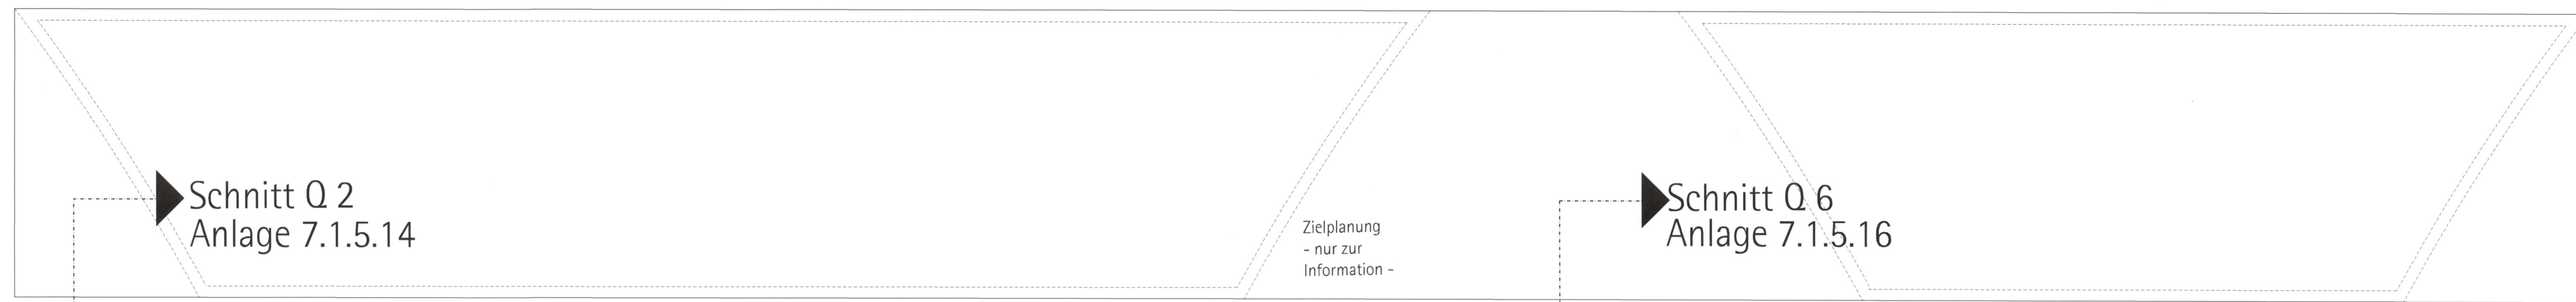 Schnitt Q 2
Anlage 7.1.5.14
Zielplanung
- nur zur
Information -
Schnitt Q 6
Anlage 7.1.5.16